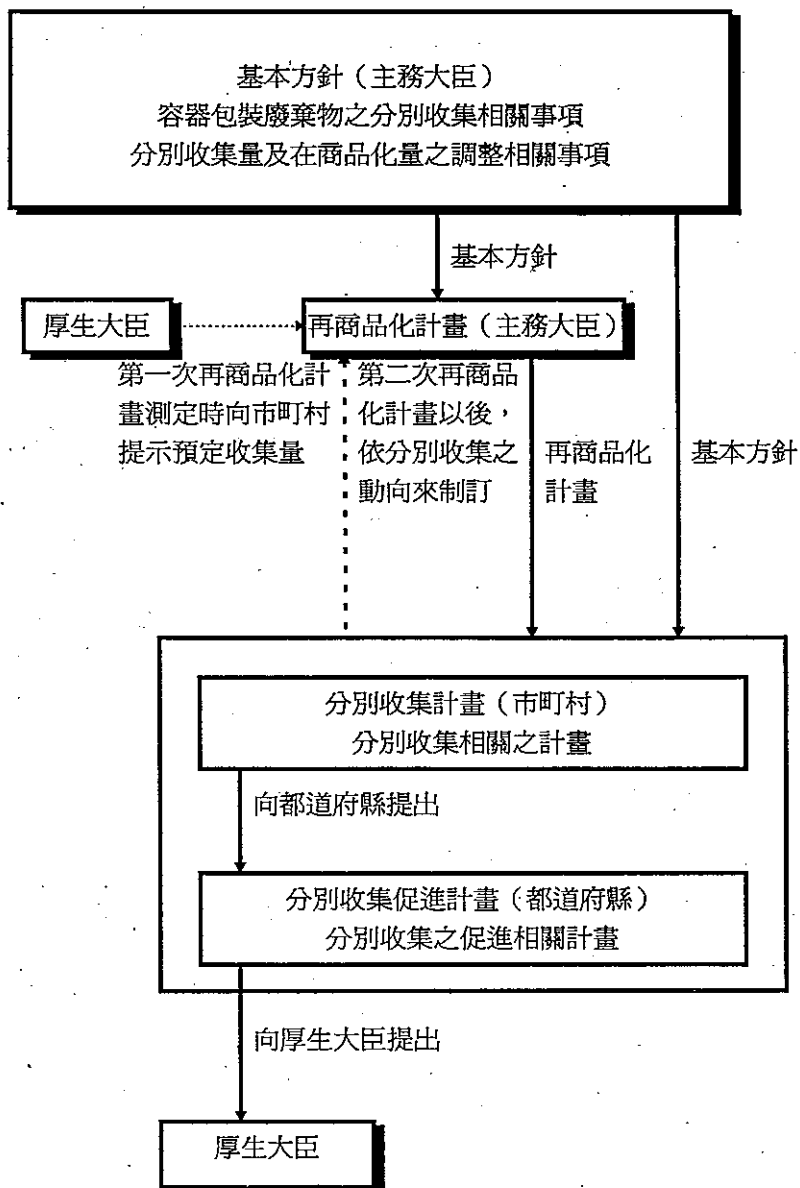 基本方針（主務大臣）
容器包裝廢棄物之分別收集相關事項
分別收集量及在商品化量之調整相關事項
基本方針
厚生大臣
再商品化計畫（主務大臣）
第一次再商品化計
畫測定時向市町村
提示預定收集量
第二次再商品
化計畫以後，
依分別收集之
動向來制訂
再商品化
計畫
基本方針
分別收集計畫（市町村）
分別收集相關之計畫
向都道府縣提出
分別收集促進計畫（都道府縣）
分別收集之促進相關計畫
向厚生大臣提出
厚生大臣